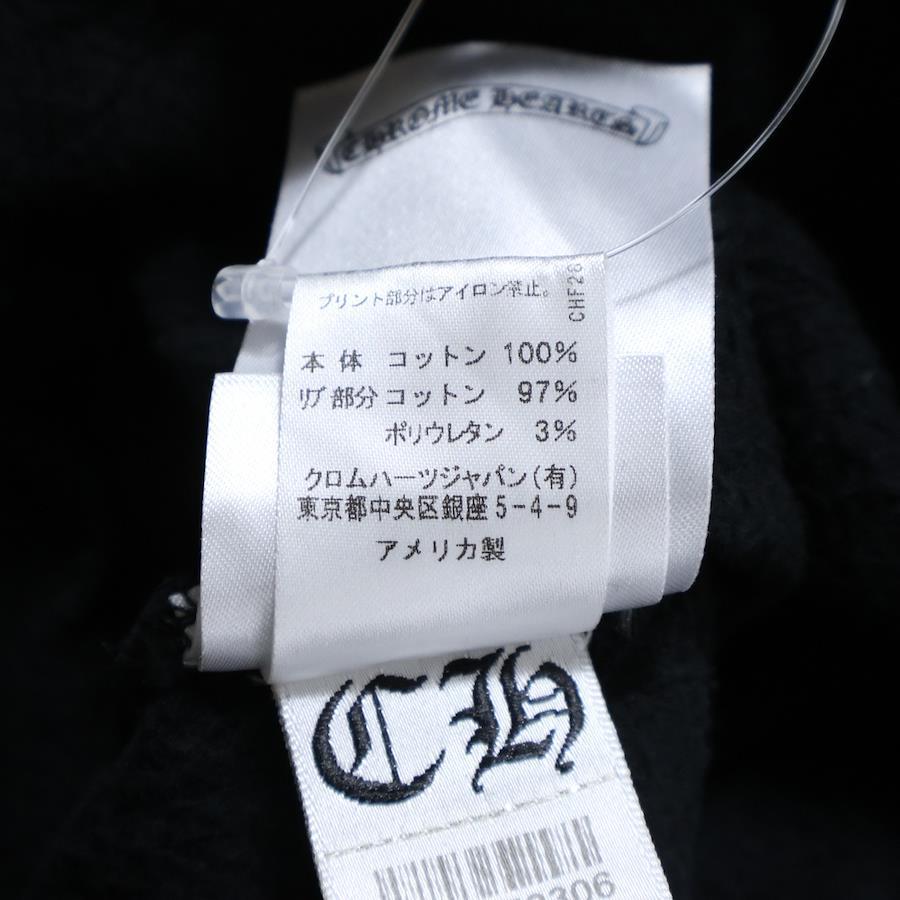 CHROME HEARTS
プリント部分はアイロン禁止。
CHF26
本体 コットン 100%
リブ部分 コットン 97%
ポリウレタン 3%
クロムハーツジャパン(有)
東京都中央区銀座5-4-9
アメリカ製
CH
306